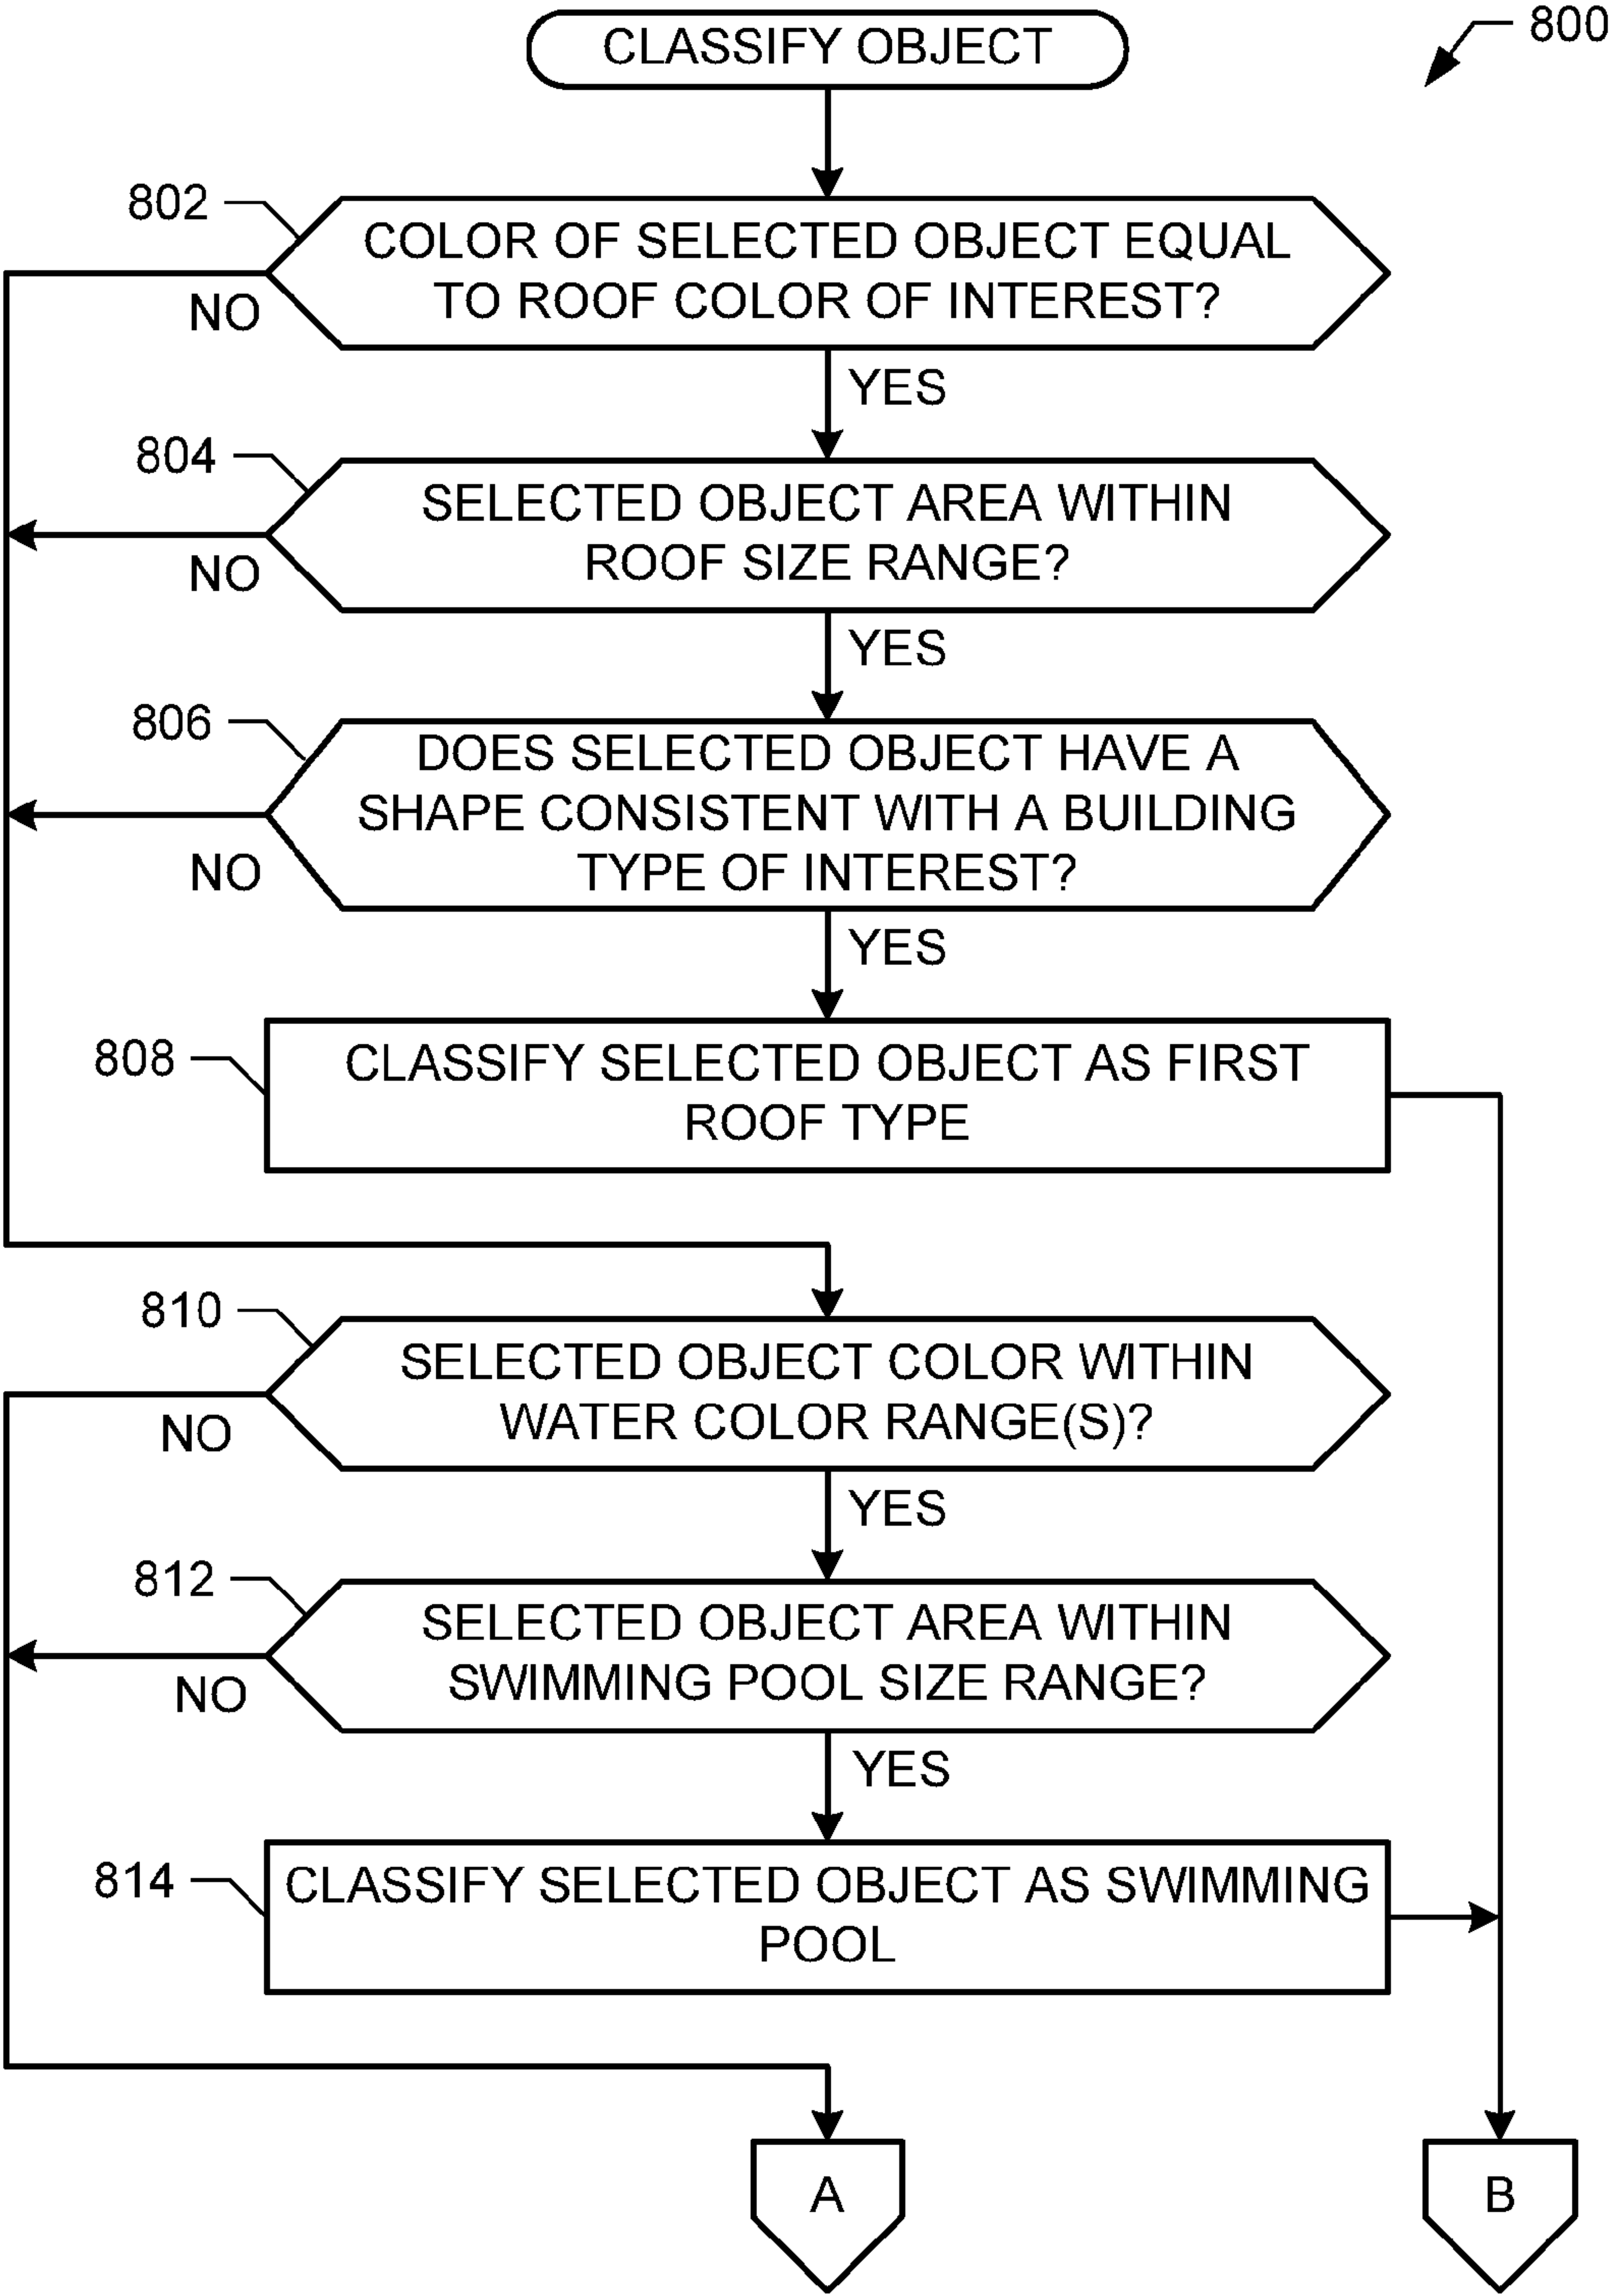 CLASSIFY OBJECT
800
802
COLOR OF SELECTED OBJECT EQUAL
TO ROOF COLOR OF INTEREST?
NO
YES
804
SELECTED OBJECT AREA WITHIN
ROOF SIZE RANGE?
NO
YES
806
DOES SELECTED OBJECT HAVE A
SHAPE CONSISTENT WITH A BUILDING
TYPE OF INTEREST?
NO
YES
808
CLASSIFY SELECTED OBJECT AS FIRST
ROOF TYPE
810
SELECTED OBJECT COLOR WITHIN
WATER COLOR RANGE(S)?
NO
YES
812
SELECTED OBJECT AREA WITHIN
SWIMMING POOL SIZE RANGE?
NO
YES
814
CLASSIFY SELECTED OBJECT AS SWIMMING
POOL
A
B